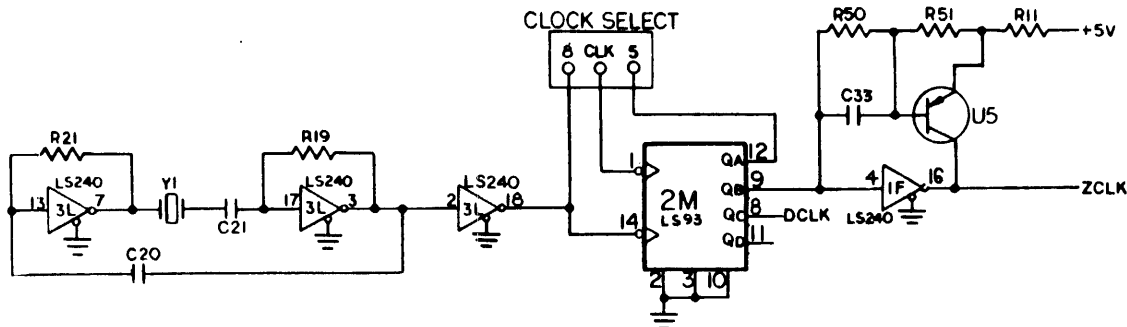 CLOCK SELECT
8 CLK 5
R50 R51 R11
+5V
C33
U5
R21
R19
LS240
13 3L 7
Y1
C21
LS240
17 3L 3
LS240
2 3L 18
C20
1
14
2M
LS93
QA 12
QB 9
QC 8
DCLK
QD 11
2 3 10
4 1F 16
LS240
ZCLK